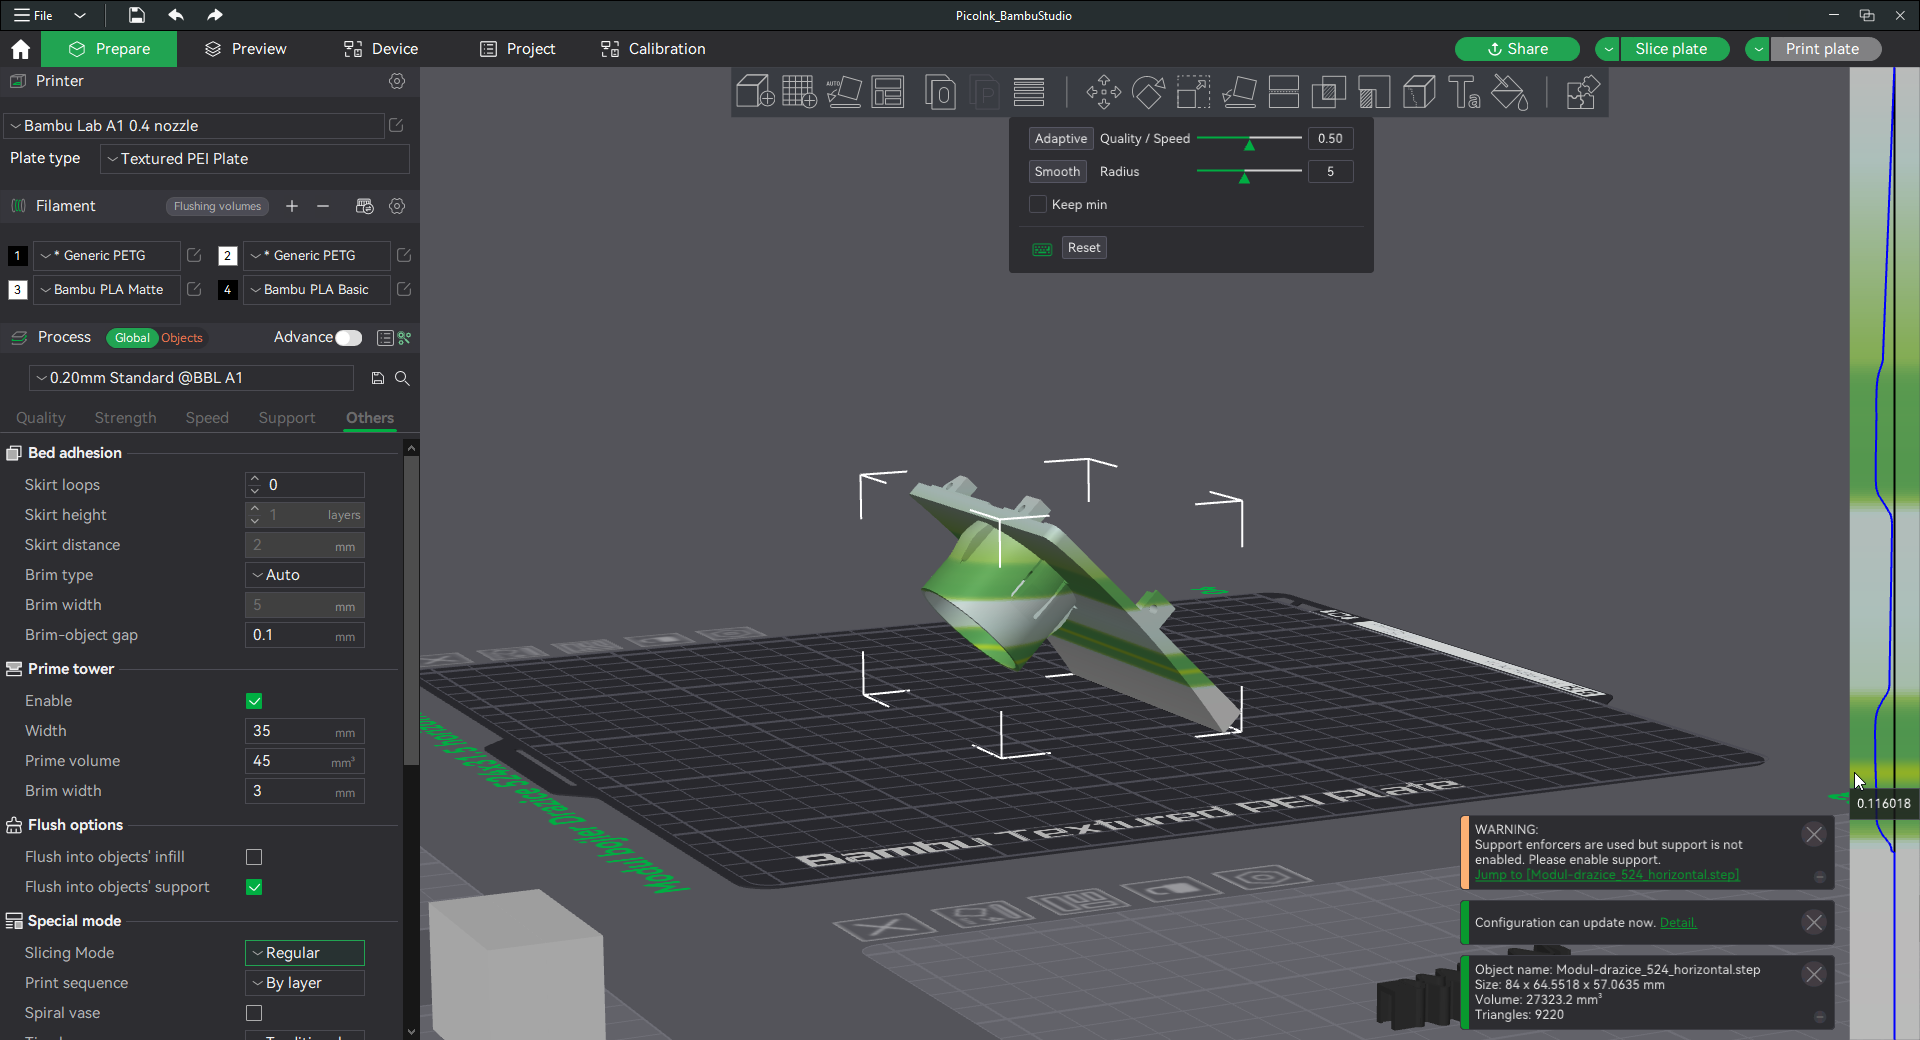 File
PicoInk_BambuStudio
Prepare
Preview
Device
Project
Calibration
Share
Slice plate
Print plate
Printer
Bambu Lab A1 0.4 nozzle
Plate type
Textured PEI Plate
Filament
Flushing volumes
1
* Generic PETG
2
* Generic PETG
3
Bambu PLA Matte
4
Bambu PLA Basic
Process
Global
Objects
Advance
0.20mm Standard @BBL A1
Quality
Strength
Speed
Support
Others
Bed adhesion
Skirt loops
0
Skirt height
1 layers
Skirt distance
2 mm
Brim type
Auto
Brim width
5 mm
Brim-object gap
0.1 mm
Prime tower
Enable
Width
35 mm
Prime volume
45 mm³
Brim width
3 mm
Flush options
Flush into objects' infill
Flush into objects' support
Special mode
Slicing Mode
Regular
Print sequence
By layer
Spiral vase
AUTO
0
P
Ta
Adaptive
Quality / Speed
0.50
Smooth
Radius
5
Keep min
Reset
Bambu Textured PEI Plate
0.116018
WARNING:
Support enforcers are used but support is not
enabled. Please enable support.
Jump to [Modul-drazice_524_horizontal.step]
Configuration can update now. Detail.
Object name: Modul-drazice_524_horizontal.step
Size: 84 x 64.5518 x 57.0635 mm
Volume: 27323.2 mm³
Triangles: 9220